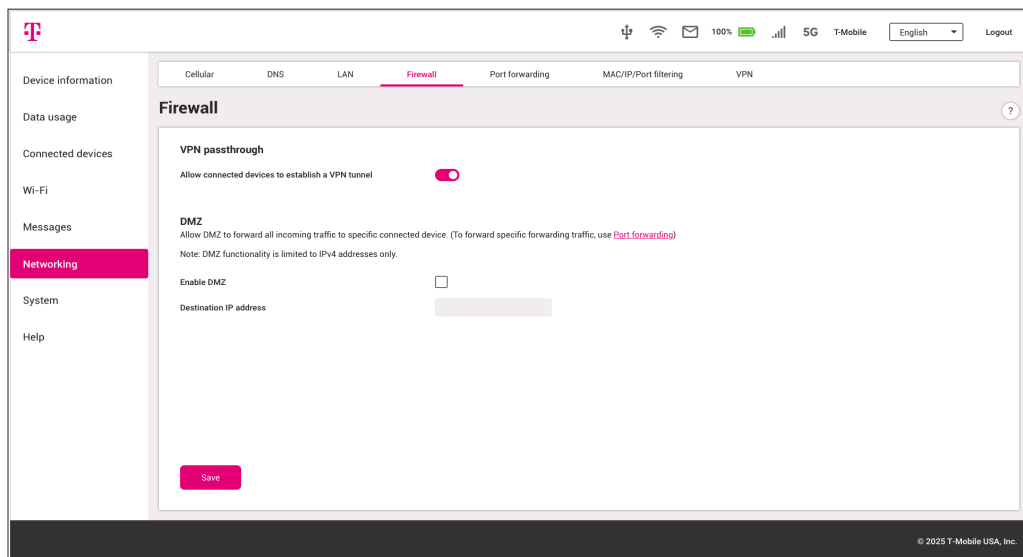 T
100%
5G
T-Mobile
English
Logout
Device information
Data usage
Connected devices
Wi-Fi
Messages
Networking
System
Help
Cellular DNS LAN Firewall Port forwarding MAC/IP/Port filtering VPN
Firewall
?
VPN passthrough
Allow connected devices to establish a VPN tunnel
DMZ
Allow DMZ to forward all incoming traffic to specific connected device. (To forward specific forwarding traffic, use Port forwarding)
Note: DMZ functionality is limited to IPv4 addresses only.
Enable DMZ
Destination IP address
Save
© 2025 T-Mobile USA, Inc.